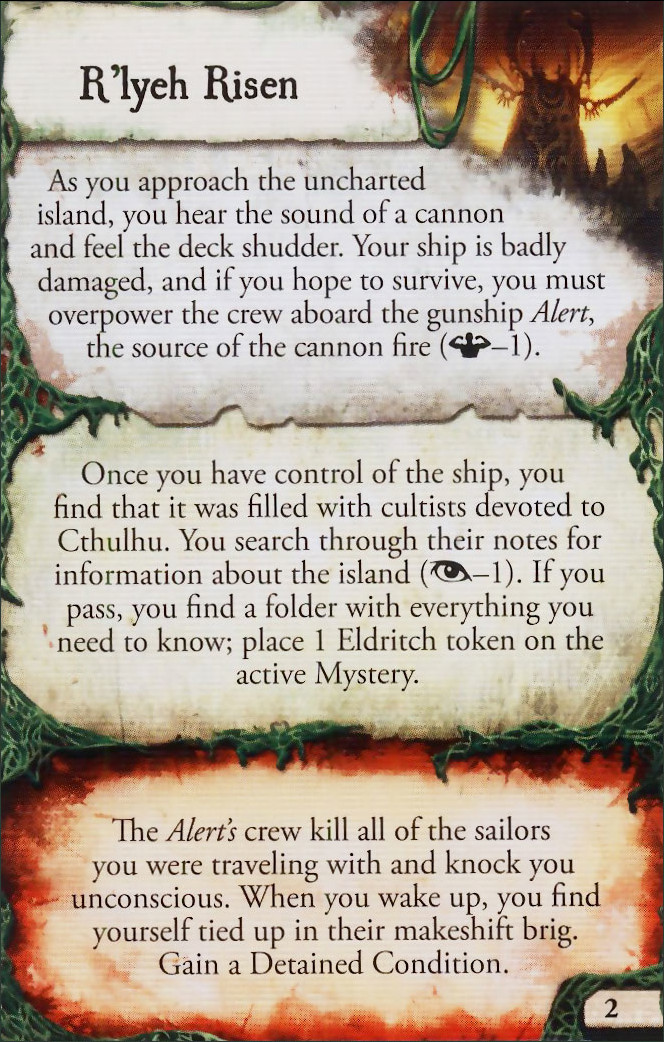 R'lyeh Risen
As you approach the uncharted
island, you hear the sound of a cannon
and feel the deck shudder. Your ship is badly
damaged, and if you hope to survive, you must
overpower the crew aboard the gunship Alert,
the source of the cannon fire (–1).
Once you have control of the ship, you
find that it was filled with cultists devoted to
Cthulhu. You search through their notes for
information about the island (–1). If you
pass, you find a folder with everything you
need to know; place 1 Eldritch token on the
active Mystery.
The Alert's crew kill all of the sailors
you were traveling with and knock you
unconscious. When you wake up, you find
yourself tied up in their makeshift brig.
Gain a Detained Condition.
2